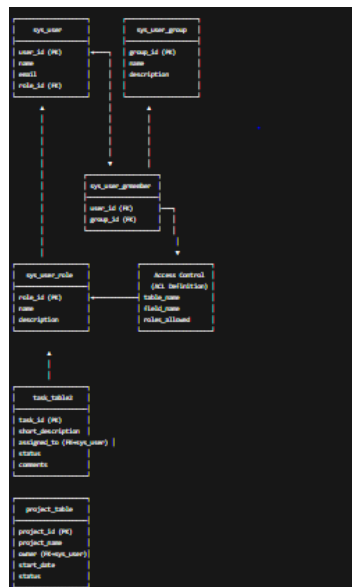 sys_user
user_id (PK)
name
email
role_id (FK)
sys_user_group
group_id (PK)
name
description
sys_user_grmember
user_id (FK)
group_id (FK)
sys_user_role
role_id (PK)
name
description
Access Control
(ACL Definition)
table_name
field_name
roles_allowed
task_table2
task_id (PK)
short_description
assigned_to (FK→sys_user)
status
comments
project_table
project_id (PK)
project_name
owner (FK→sys_user)
start_date
status